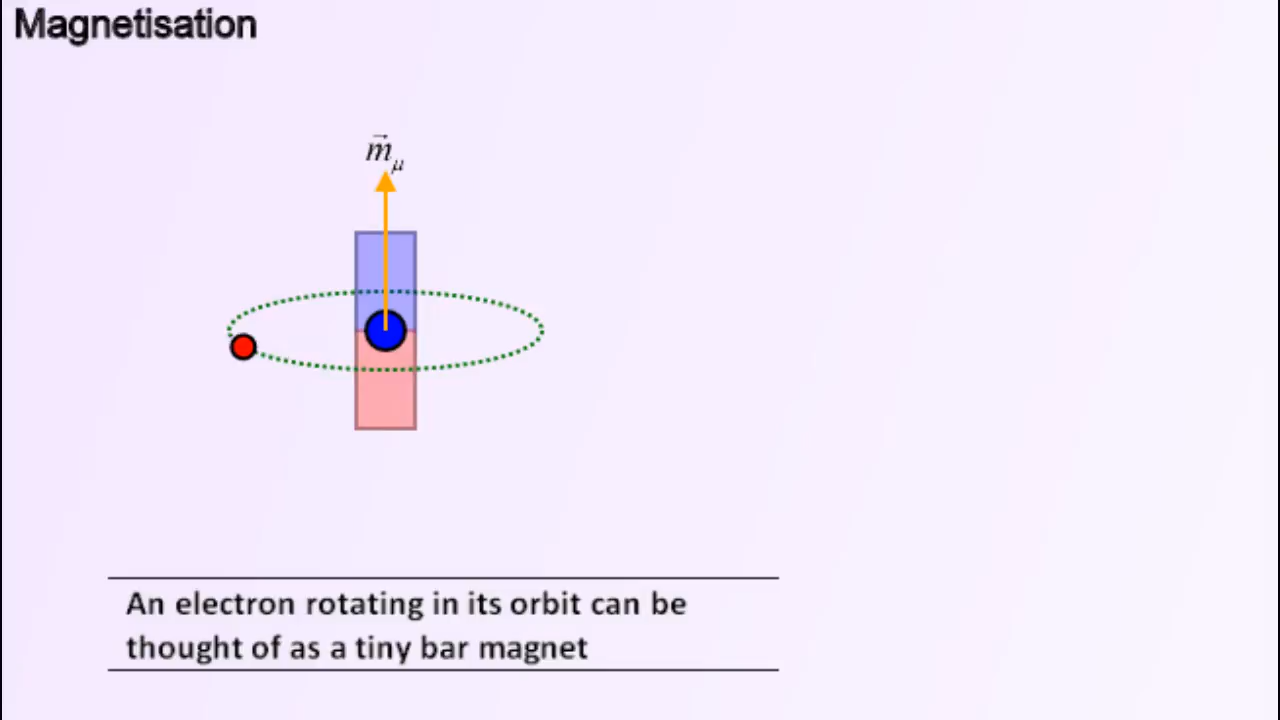 Magnetisation
m⃗μ
An electron rotating in its orbit can be
thought of as a tiny bar magnet